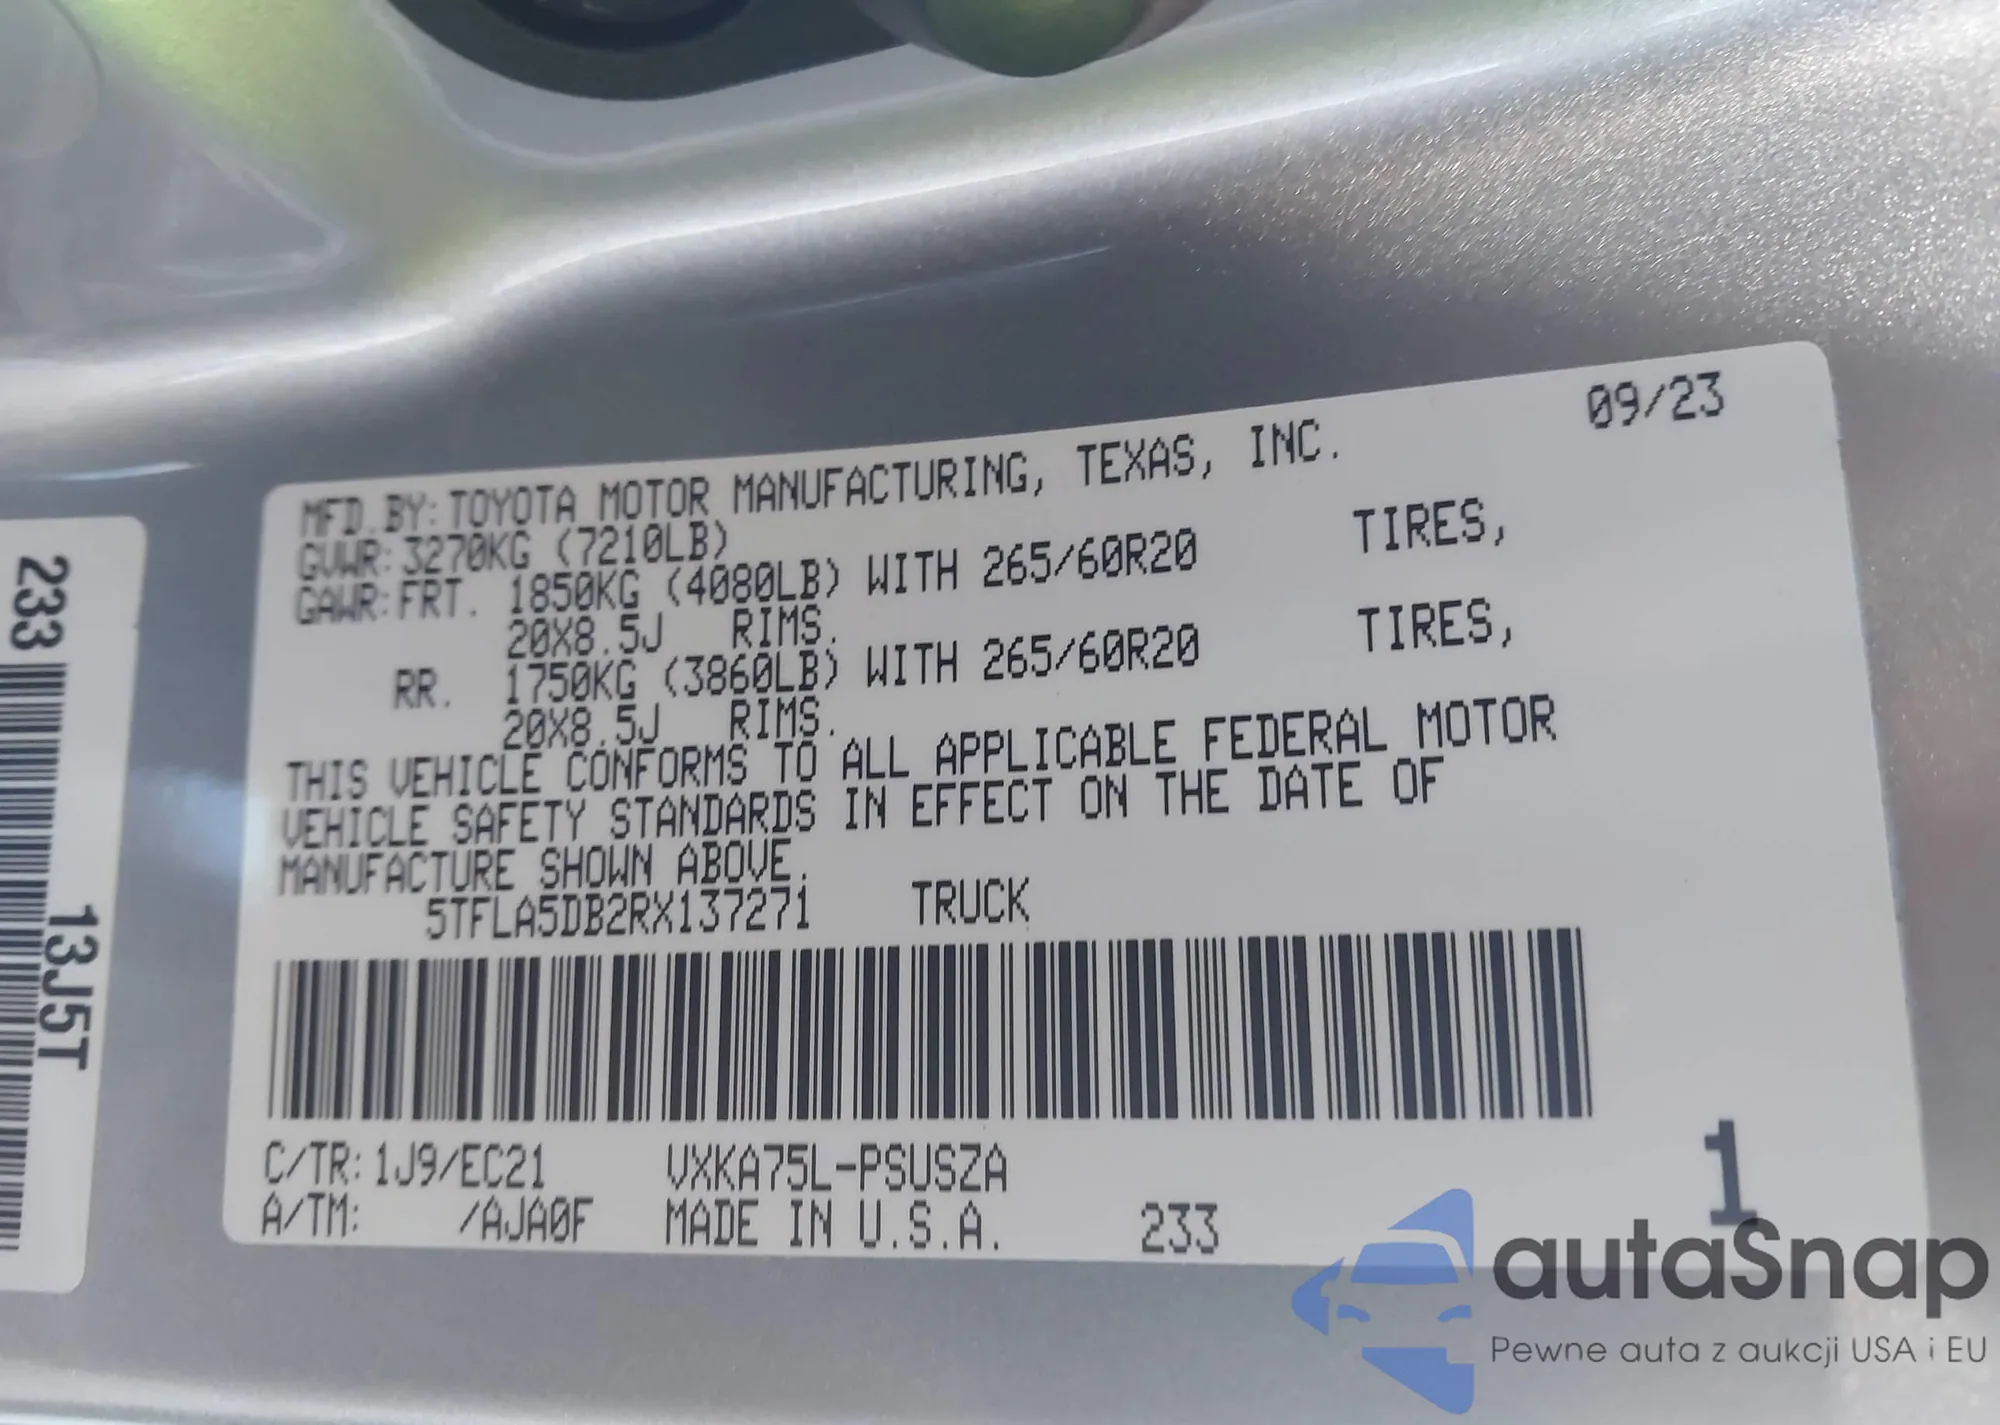 MFD.BY:TOYOTA MOTOR MANUFACTURING, TEXAS, INC. 09/23
GVWR:3270KG (7210LB)
GAWR:FRT. 1850KG (4080LB) WITH 265/60R20 TIRES,
20X8.5J RIMS.
RR. 1750KG (3860LB) WITH 265/60R20 TIRES,
20X8.5J RIMS.
THIS VEHICLE CONFORMS TO ALL APPLICABLE FEDERAL MOTOR
VEHICLE SAFETY STANDARDS IN EFFECT ON THE DATE OF
MANUFACTURE SHOWN ABOVE.
5TFLA5DB2RX137271 TRUCK
C/TR:1J9/EC21 VXKA75L-PSUSZA
A/TM: /AJA0F MADE IN U.S.A. 233
1
233
13J5T
autaSnap
Pewne auta z aukcji USA i EU